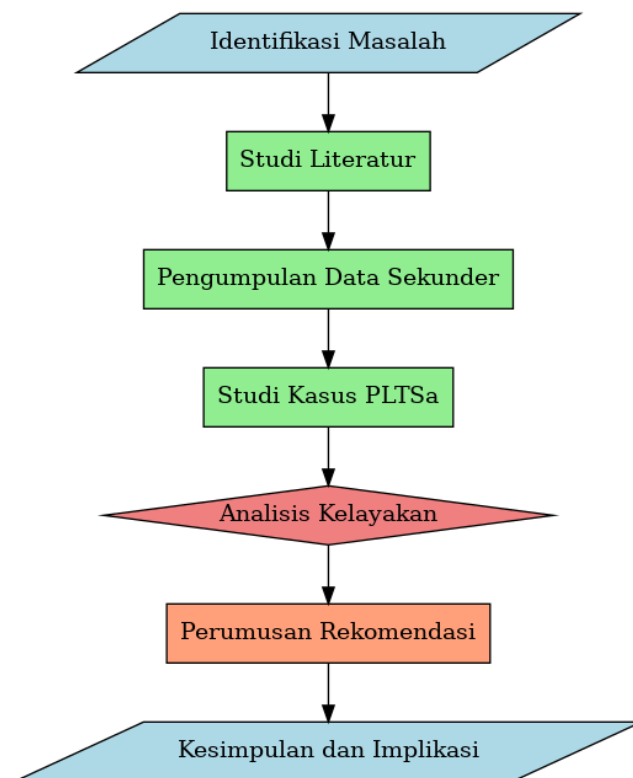 Identifikasi Masalah
Studi Literatur
Pengumpulan Data Sekunder
Studi Kasus PLTSa
Analisis Kelayakan
Perumusan Rekomendasi
Kesimpulan dan Implikasi